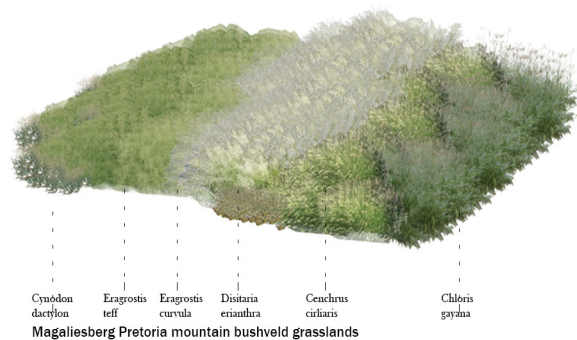 Cynodon Eragrostis Eragrostis Disitaria Cenchrus Chloris
dactylon teff curvula erianthra cirliaris gayana
Magaliesberg Pretoria mountain bushveld grasslands